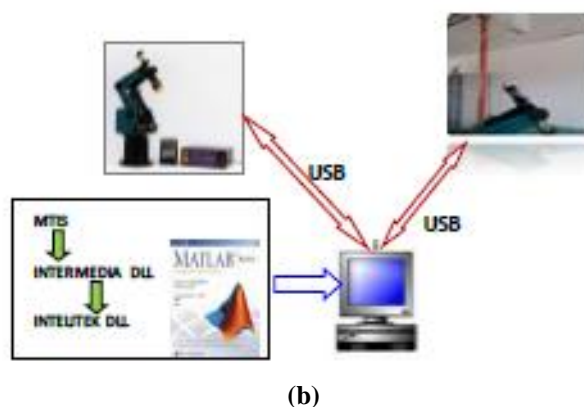 USB
USB
MTIS
INTERMEDIA DLL
INTELITEK DLL
MATLAB
(b)